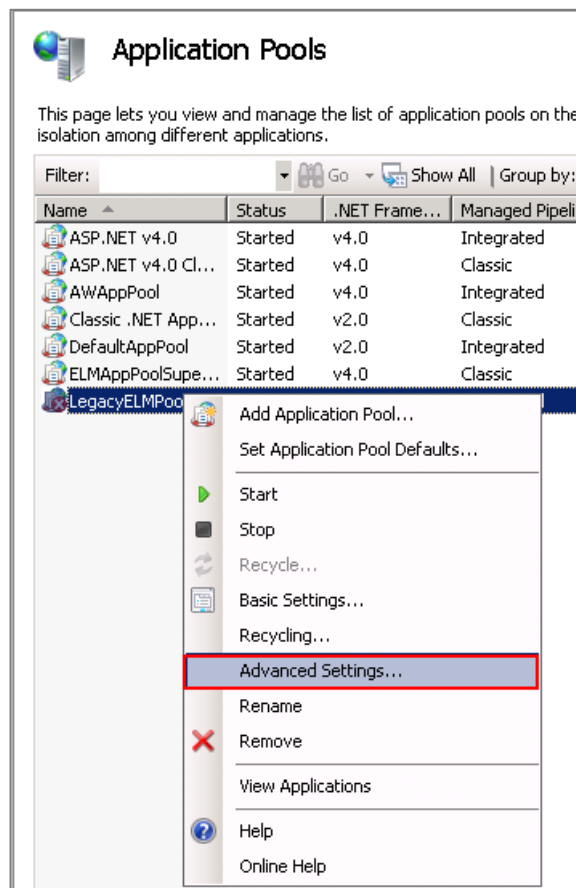 Application Pools
This page lets you view and manage the list of application pools on the
isolation among different applications.
Filter: Go Show All Group by:
Name Status .NET Frame... Managed Pipeli
ASP.NET v4.0 Started v4.0 Integrated
ASP.NET v4.0 Cl... Started v4.0 Classic
AWAppPool Started v4.0 Integrated
Classic .NET App... Started v2.0 Classic
DefaultAppPool Started v2.0 Integrated
ELMAppPoolSupe... Started v4.0 Classic
LegacyELMPoo
Add Application Pool...
Set Application Pool Defaults...
Start
Stop
Recycle...
Basic Settings...
Recycling...
Advanced Settings...
Rename
Remove
View Applications
Help
Online Help